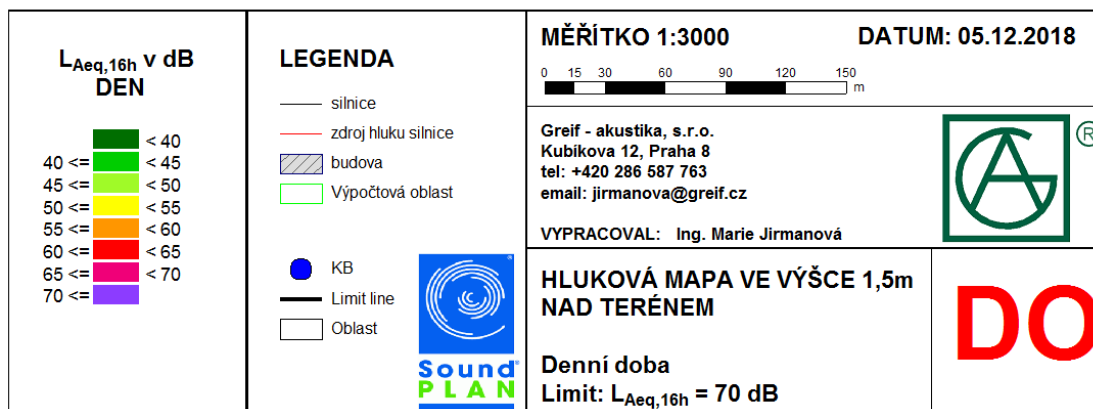 LAeq,16h v dB
DEN
< 40
40 <= < 45
45 <= < 50
50 <= < 55
55 <= < 60
60 <= < 65
65 <= < 70
70 <=
LEGENDA
silnice
zdroj hluku silnice
budova
Výpočtová oblast
KB
Limit line
Oblast
Sound
PLAN
MĚŘÍTKO 1:3000
DATUM: 05.12.2018
0 15 30 60 90 120 150
m
Greif - akustika, s.r.o.
Kubíkova 12, Praha 8
tel: +420 286 587 763
email: jirmanova@greif.cz
VYPRACOVAL: Ing. Marie Jirmanová
AG
®
HLUKOVÁ MAPA VE VÝŠCE 1,5m
NAD TERÉNEM
Denní doba
Limit: LAeq,16h = 70 dB
DO